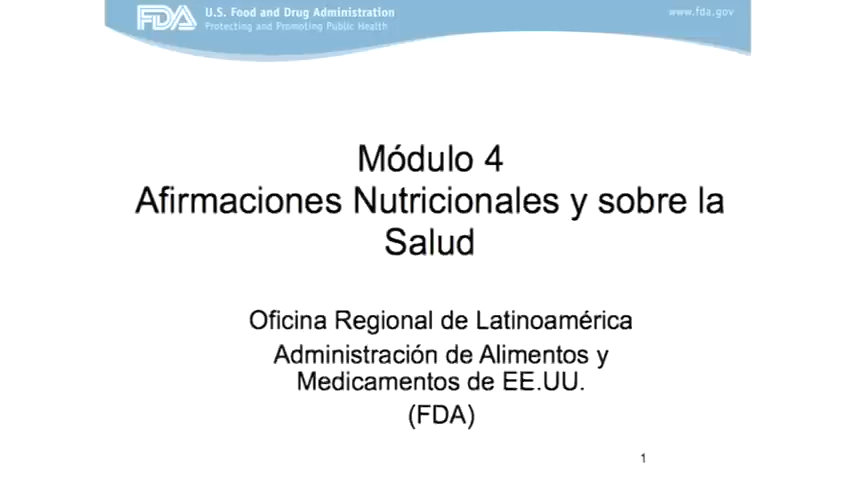 FDA U.S. Food and Drug Administration www.fda.gov
Protecting and Promoting Public Health
Módulo 4
Afirmaciones Nutricionales y sobre la
Salud
Oficina Regional de Latinoamérica
Administración de Alimentos y
Medicamentos de EE.UU.
(FDA)
1